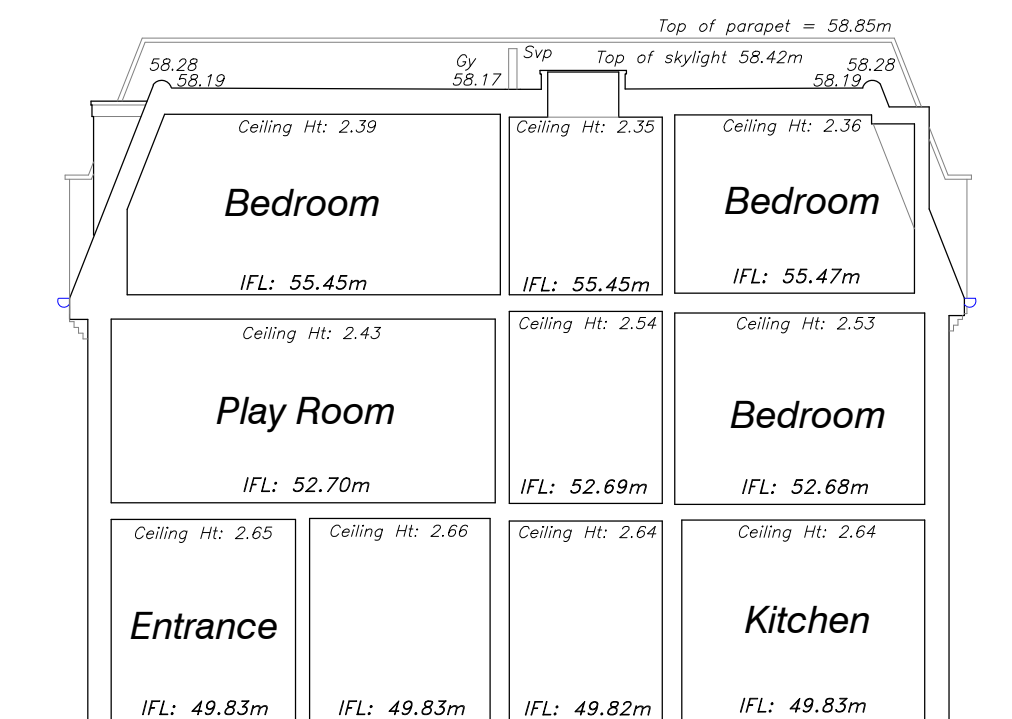 Top of parapet = 58.85m
Svp
Top of skylight 58.42m
Gy
58.28
58.28
58.19
58.17
58.19
Ceiling Ht: 2.39
Ceiling Ht: 2.35
Ceiling Ht: 2.36
Bedroom
Bedroom
IFL: 55.45m
IFL: 55.45m
IFL: 55.47m
Ceiling Ht: 2.43
Ceiling Ht: 2.54
Ceiling Ht: 2.53
Play Room
Bedroom
IFL: 52.70m
IFL: 52.69m
IFL: 52.68m
Ceiling Ht: 2.65
Ceiling Ht: 2.66
Ceiling Ht: 2.64
Ceiling Ht: 2.64
Entrance
Kitchen
IFL: 49.83m
IFL: 49.83m
IFL: 49.82m
IFL: 49.83m